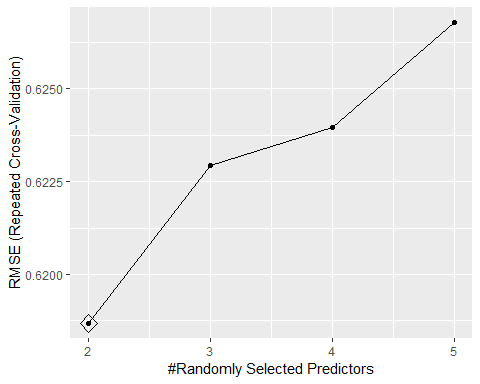 RMSE (Repeated Cross-Validation)
0.6250
0.6225
0.6200
2 3 4 5
#Randomly Selected Predictors